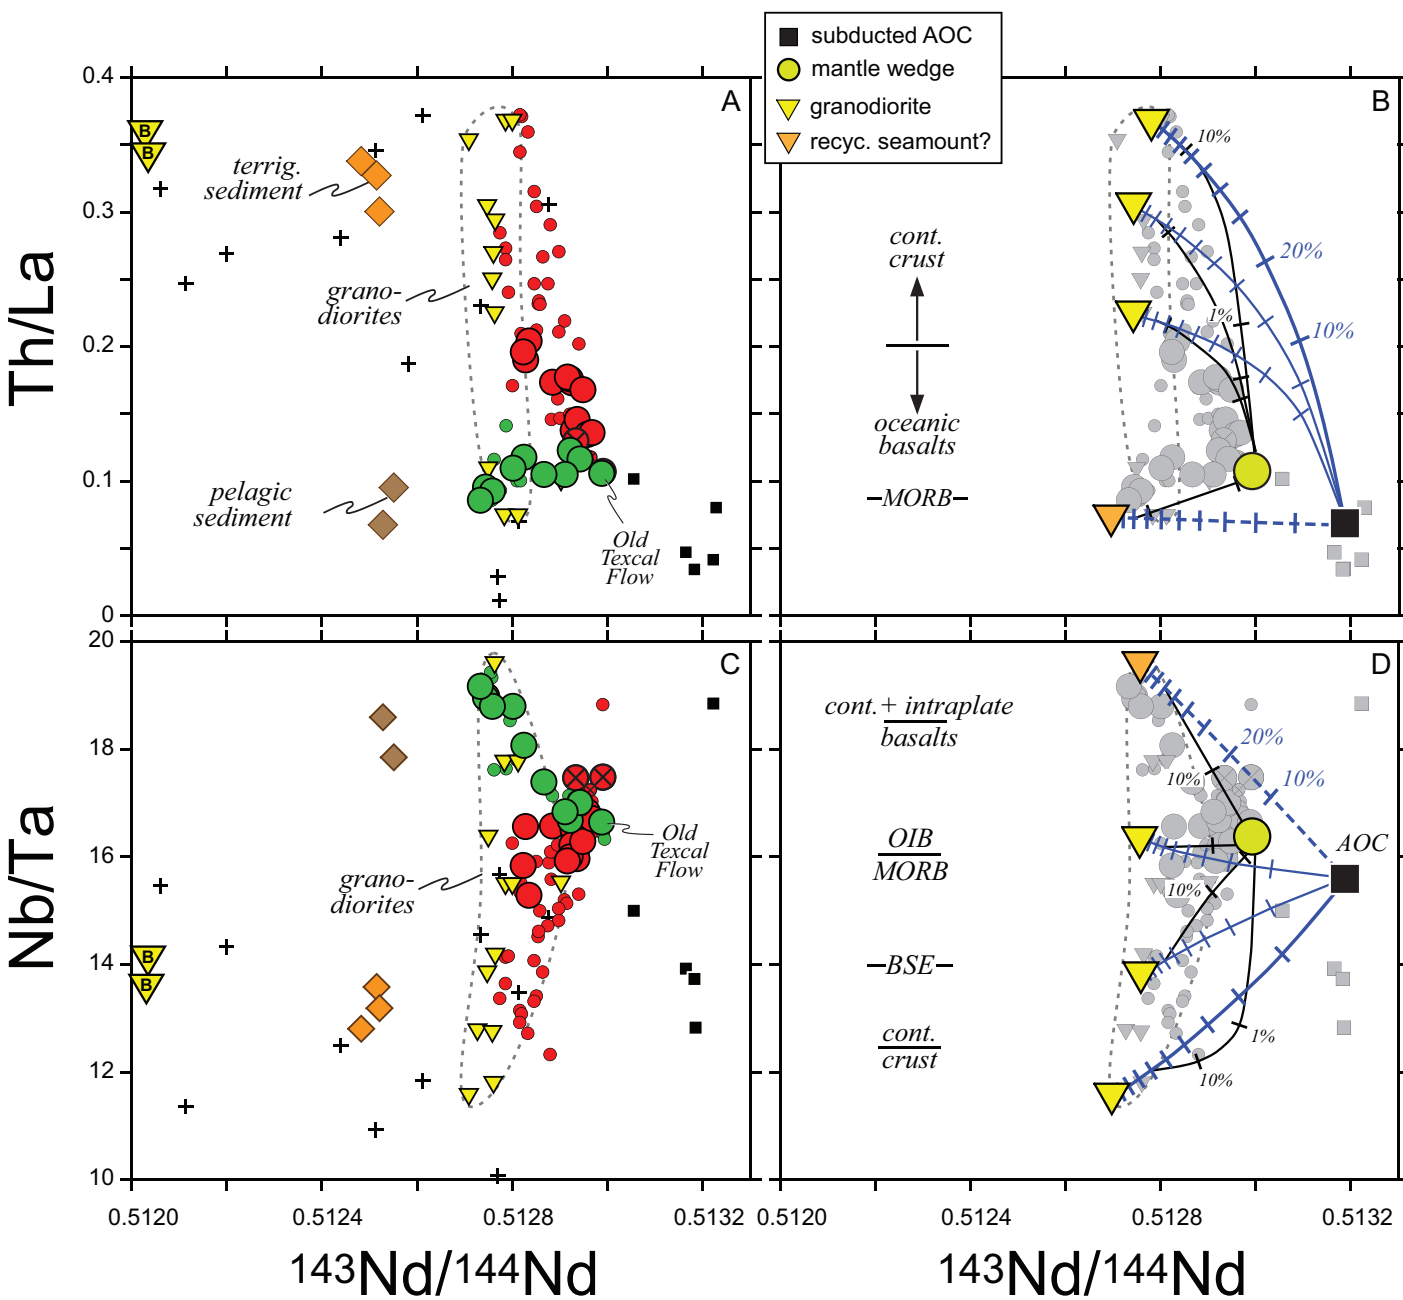 subducted AOC
mantle wedge
granodiorite
recyc. seamount?
0.4
0.3
0.2
0.1
0
Th/La
A
B
B
terrig.
sediment
grano-
diorites
pelagic
sediment
Old
Texcal
Flow
B
cont.
crust
oceanic
basalts
MORB
10%
20%
1%
10%
20
18
16
14
12
10
Nb/Ta
C
B
B
grano-
diorites
Old
Texcal
Flow
0.5120
0.5124
0.5128
0.5132
143Nd/144Nd
D
cont. + intraplate
basalts
OIB
MORB
BSE
cont.
crust
20%
10%
10%
AOC
10%
1%
10%
0.5120
0.5124
0.5128
0.5132
143Nd/144Nd